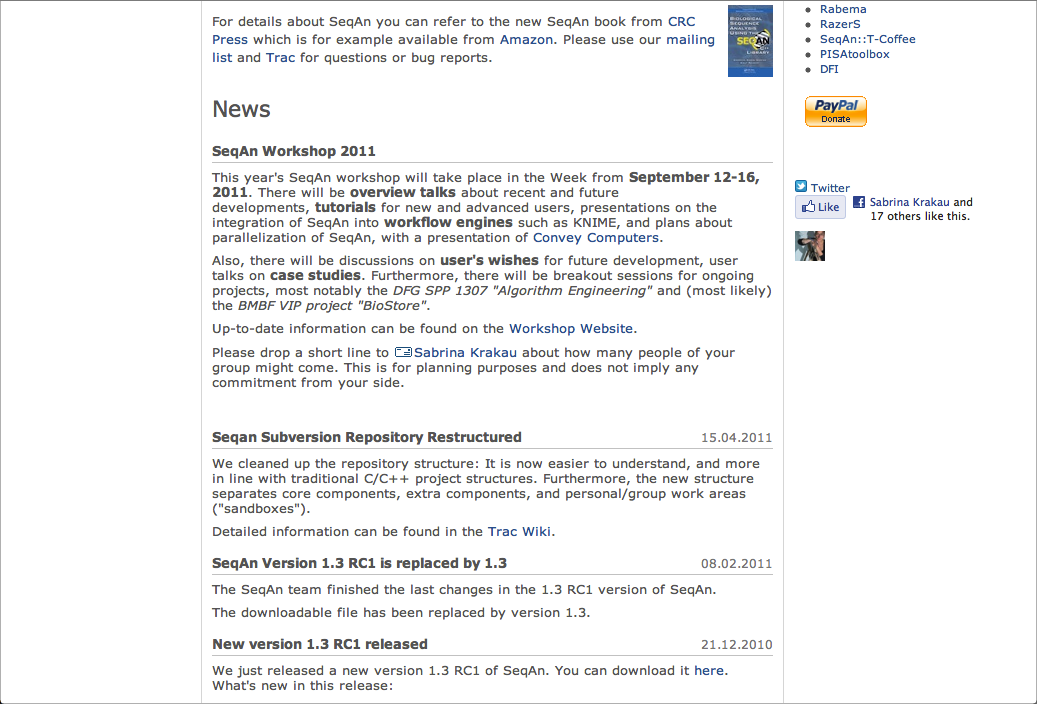 For details about SeqAn you can refer to the new SeqAn book from CRC
Press which is for example available from Amazon. Please use our mailing
list and Trac for questions or bug reports.
BIOLOGICAL
SEQUENCE
ANALYSIS
USING THE
SEQAN
C++
LIBRARY
News
SeqAn Workshop 2011
This year's SeqAn workshop will take place in the Week from September 12-16,
2011. There will be overview talks about recent and future
developments, tutorials for new and advanced users, presentations on the
integration of SeqAn into workflow engines such as KNIME, and plans about
parallelization of SeqAn, with a presentation of Convey Computers.
Also, there will be discussions on user's wishes for future development, user
talks on case studies. Furthermore, there will be breakout sessions for ongoing
projects, most notably the DFG SPP 1307 "Algorithm Engineering" and (most likely)
the BMBF VIP project "BioStore".
Up-to-date information can be found on the Workshop Website.
Please drop a short line to Sabrina Krakau about how many people of your
group might come. This is for planning purposes and does not imply any
commitment from your side.
Seqan Subversion Repository Restructured 15.04.2011
We cleaned up the repository structure: It is now easier to understand, and more
in line with traditional C/C++ project structures. Furthermore, the new structure
separates core components, extra components, and personal/group work areas
("sandboxes").
Detailed information can be found in the Trac Wiki.
SeqAn Version 1.3 RC1 is replaced by 1.3 08.02.2011
The SeqAn team finished the last changes in the 1.3 RC1 version of SeqAn.
The downloadable file has been replaced by version 1.3.
New version 1.3 RC1 released 21.12.2010
We just released a new version 1.3 RC1 of SeqAn. You can download it here.
What's new in this release:
Rabema
RazerS
SeqAn::T-Coffee
PISAtoolbox
DFI
PayPal
Donate
Twitter
Like
Sabrina Krakau and
17 others like this.